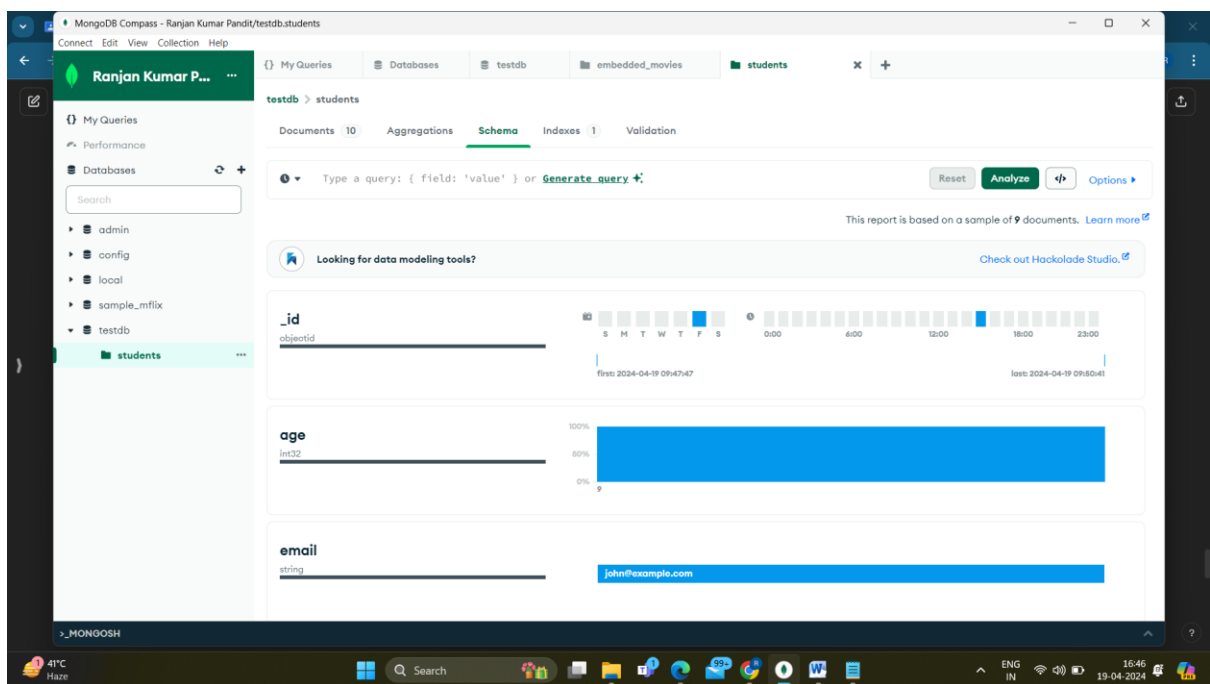 MongoDB Compass - Ranjan Kumar Pandit/testdb.students
Connect Edit View Collection Help
Ranjan Kumar P... ...
{} My Queries
Performance
Databases
Search
admin
config
local
sample_mflix
testdb
students ...
{} My Queries Databases testdb embedded_movies students
testdb > students
Documents 10 Aggregations Schema Indexes 1 Validation
Type a query: { field: 'value' } or Generate query
Reset Analyze </> Options
This report is based on a sample of 9 documents. Learn more
Looking for data modeling tools? Check out Hackolade Studio.
_id
objectid
S M T W T F S 0:00 6:00 12:00 18:00 23:00
first: 2024-04-19 09:47:47 last: 2024-04-19 09:50:41
age
int32
100%
50%
0%
9
email
string
john@example.com
>_MONGOSH
1
41°C
Haze
Search
99+
ENG
IN
16:46
19-04-2024